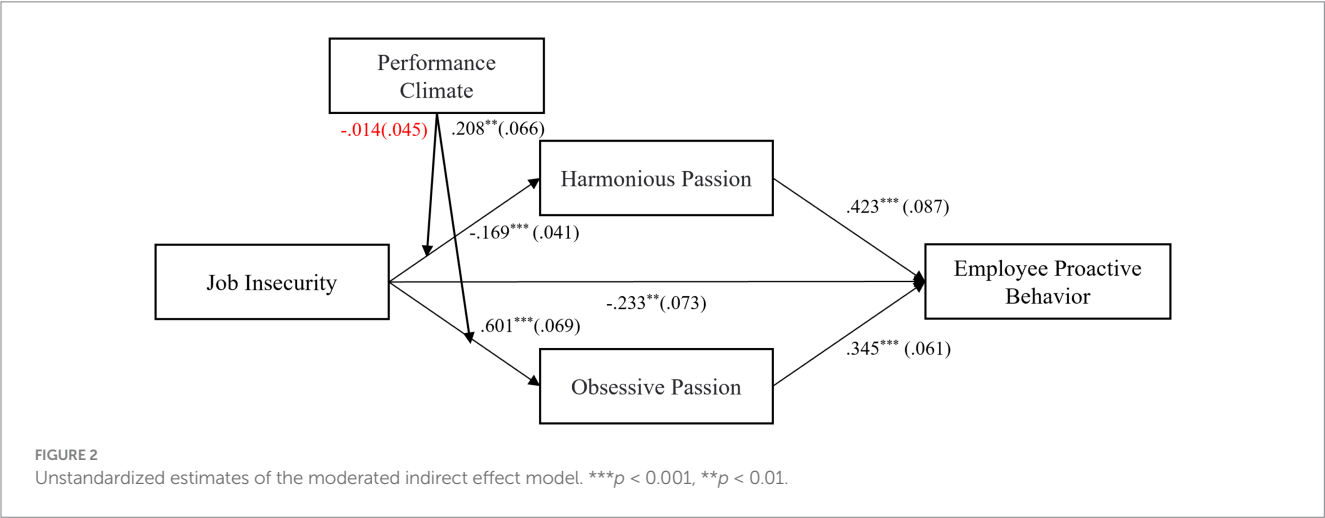 Performance
Climate
-.014(.045)
.208**(.066)
Harmonious Passion
.423***(.087)
-.169***(.041)
Job Insecurity
Employee Proactive
Behavior
-.233**(.073)
.601***(.069)
.345***(.061)
Obsessive Passion
FIGURE 2
Unstandardized estimates of the moderated indirect effect model. ***p < 0.001, **p < 0.01.